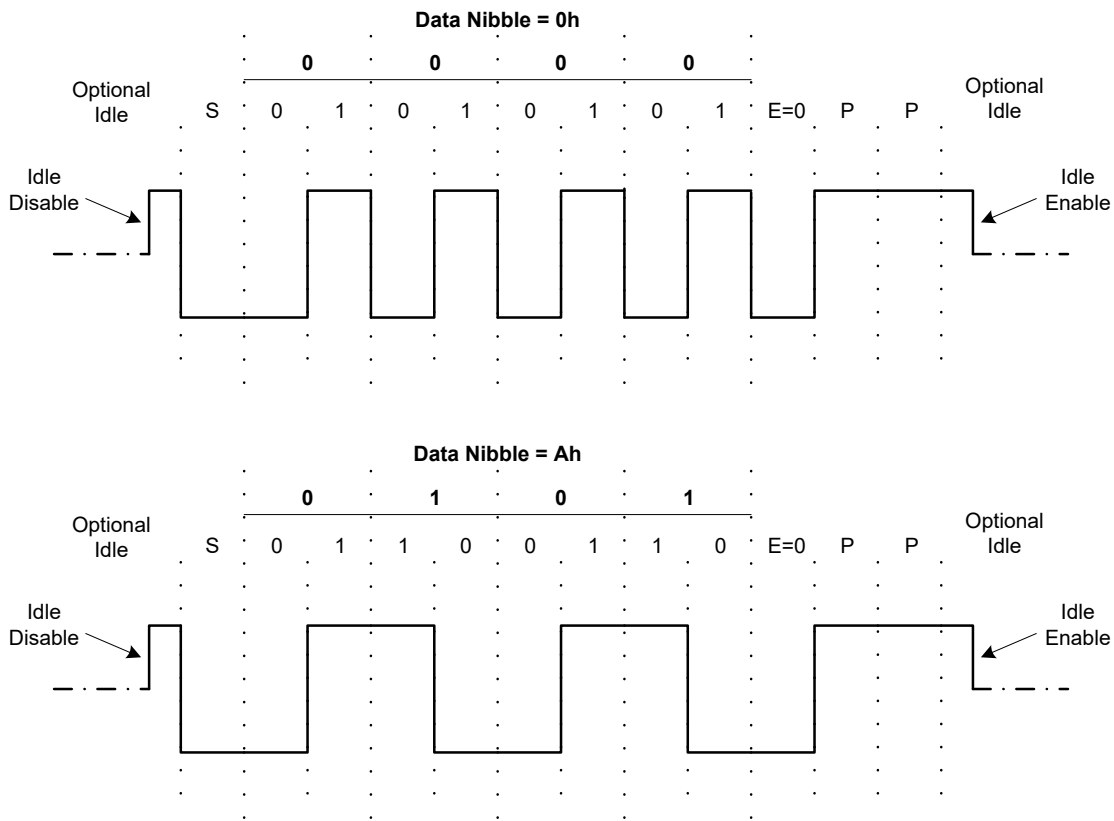 Data Nibble = 0h
0 0 0 0
Optional
Idle
S 0 1 0 1 0 1 0 1 E=0 P P
Optional
Idle
Idle
Disable
Idle
Enable
Data Nibble = Ah
0 1 0 1
Optional
Idle
S 0 1 1 0 0 1 1 0 E=0 P P
Optional
Idle
Idle
Disable
Idle
Enable